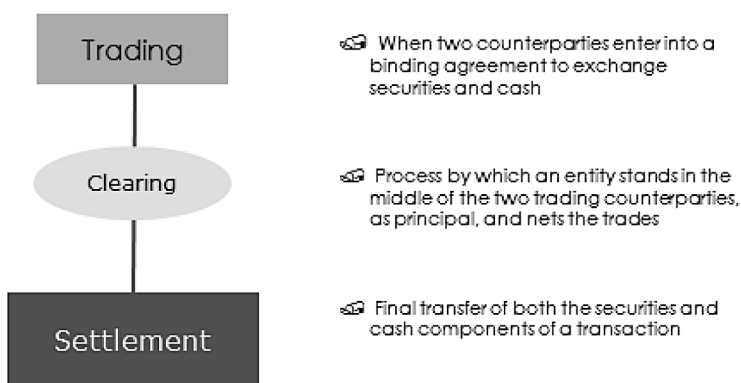 Trading
When two counterparties enter into a
binding agreement to exchange
securities and cash
Clearing
Process by which an entity stands in the
middle of the two trading counterparties,
as principal, and nets the trades
Settlement
Final transfer of both the securities and
cash components of a transaction